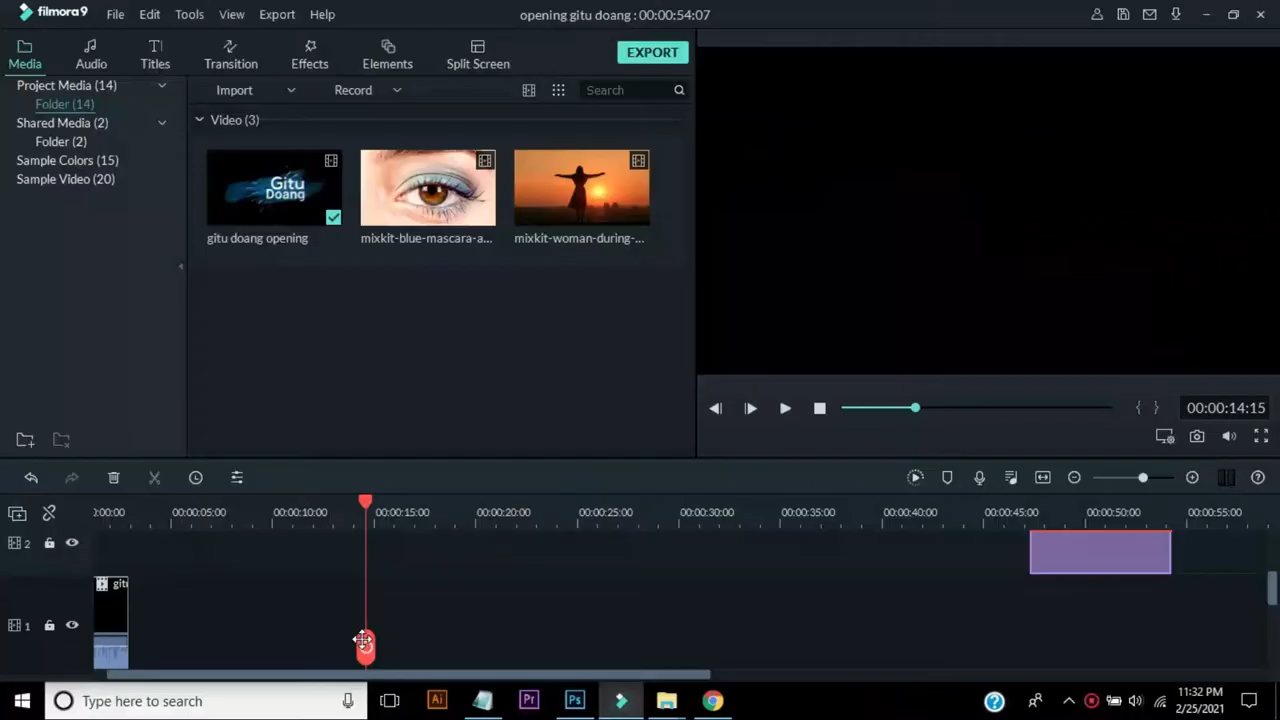 filmora9 File Edit Tools View Export Help opening gitu doang : 00:00:54:07
Media Audio Titles Transition Effects Elements Split Screen EXPORT
Project Media (14)
Folder (14)
Shared Media (2)
Folder (2)
Sample Colors (15)
Sample Video (20)
Import Record Search
Video (3)
Gitu
Doang
gitu doang opening mixkit-blue-mascara-a... mixkit-woman-during-...
00:00:14:15
:00:00 00:00:05:00 00:00:10:00 00:00:15:00 00:00:20:00 00:00:25:00 00:00:30:00 00:00:35:00 00:00:40:00 00:00:45:00 00:00:50:00 00:00:55:00
2
gitu
1
Type here to search Ai Pr Ps 11:32 PM
2/25/2021